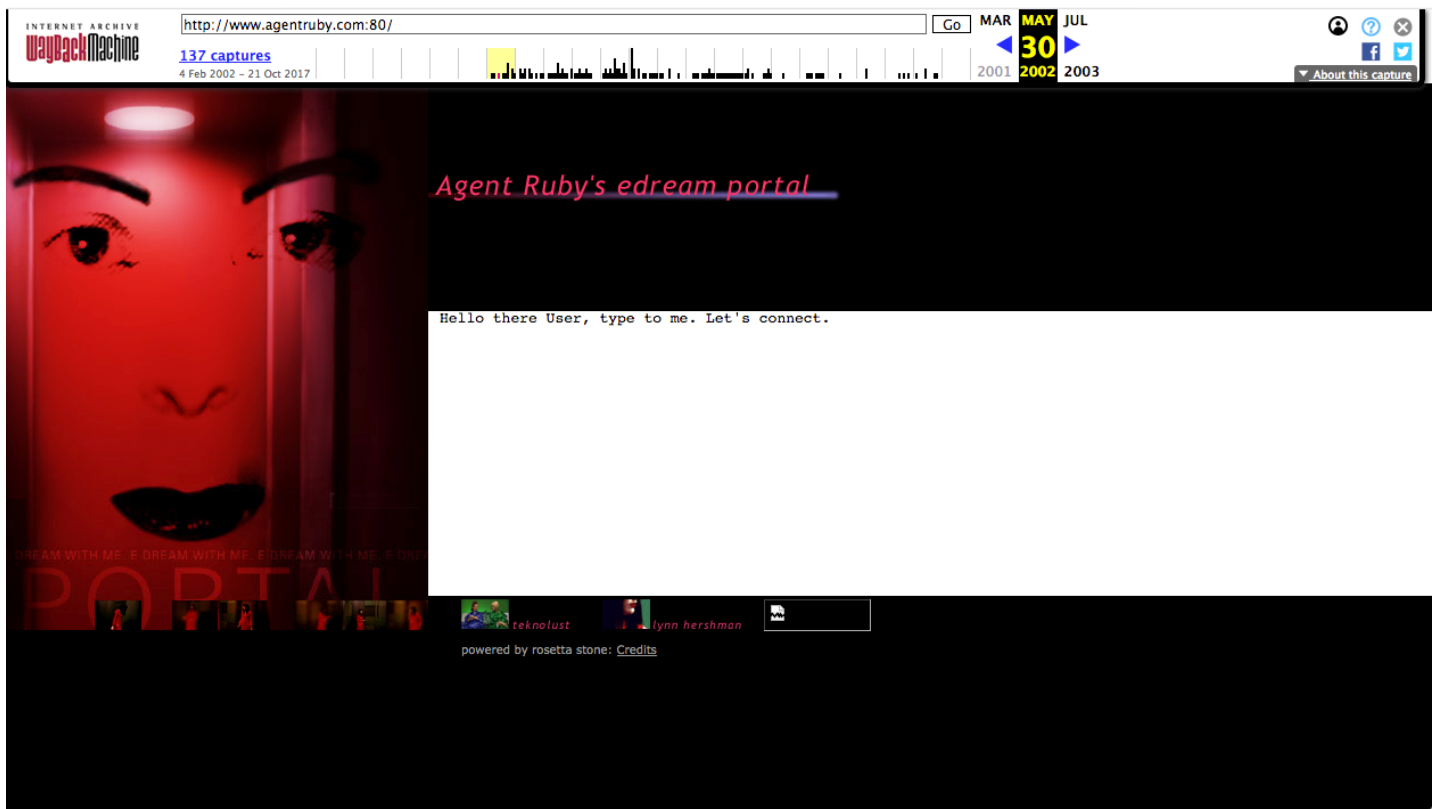 INTERNET ARCHIVE
WayBackMachine
http://www.agentruby.com:80/
Go
137 captures
4 Feb 2002 – 21 Oct 2017
MAR MAY JUL
30
2001 2002 2003
About this capture
Agent Ruby's edream portal
Hello there User, type to me. Let's connect.
DREAM WITH ME, E DREAM WITH ME, E DREAM WITH ME, E DREA
PORTAL
teknolust
lynn hershman
powered by rosetta stone: Credits